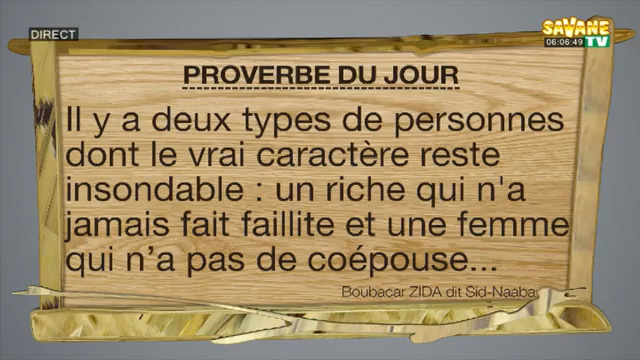 DIRECT
SAVANE
06:06:49 TV
PROVERBE DU JOUR
Il y a deux types de personnes
dont le vrai caractère reste
insondable : un riche qui n'a
jamais fait faillite et une femme
qui n’a pas de coépouse...
Boubacar ZIDA dit Sid-Naaba